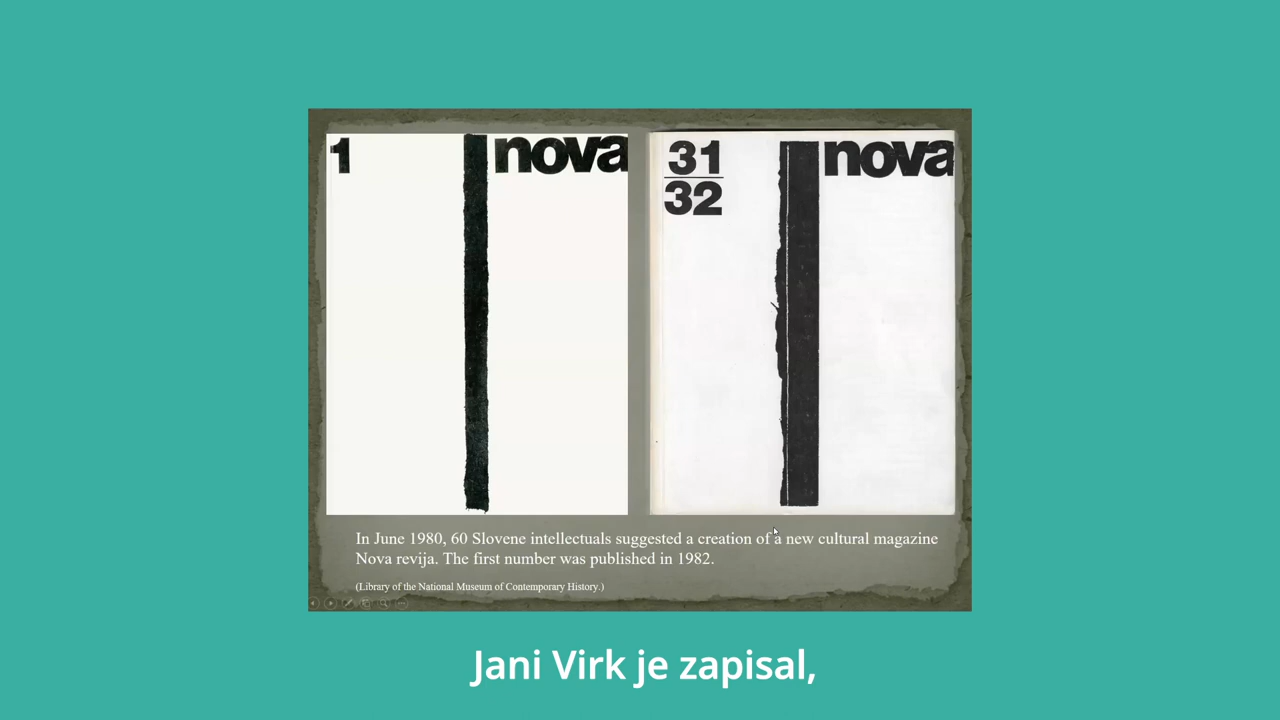 1
nova
31
32
nova
In June 1980, 60 Slovene intellectuals suggested a creation of a new cultural magazine
Nova revija. The first number was published in 1982.
(Library of the National Museum of Contemporary History.)
Jani Virk je zapisal,